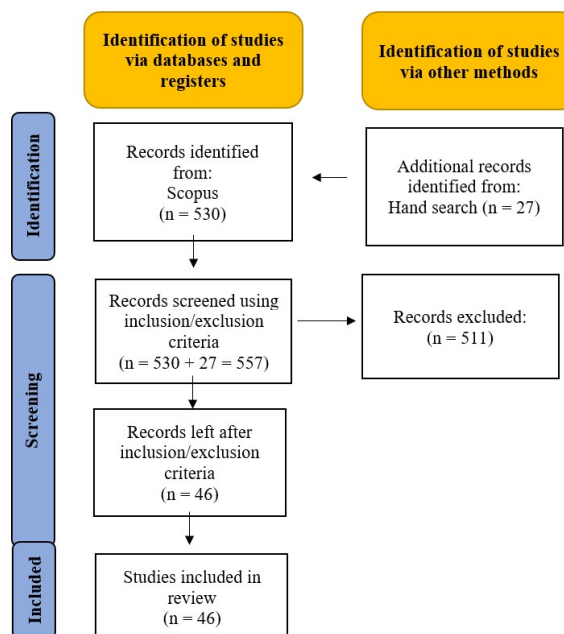 Identification of studies
via databases and
registers
Identification of studies
via other methods
Identification
Records identified
from:
Scopus
(n = 530)
Additional records
identified from:
Hand search (n = 27)
Screening
Records screened using
inclusion/exclusion
criteria
(n = 530 + 27 = 557)
Records excluded:
(n = 511)
Records left after
inclusion/exclusion
criteria
(n = 46)
Included
Studies included in
review
(n = 46)